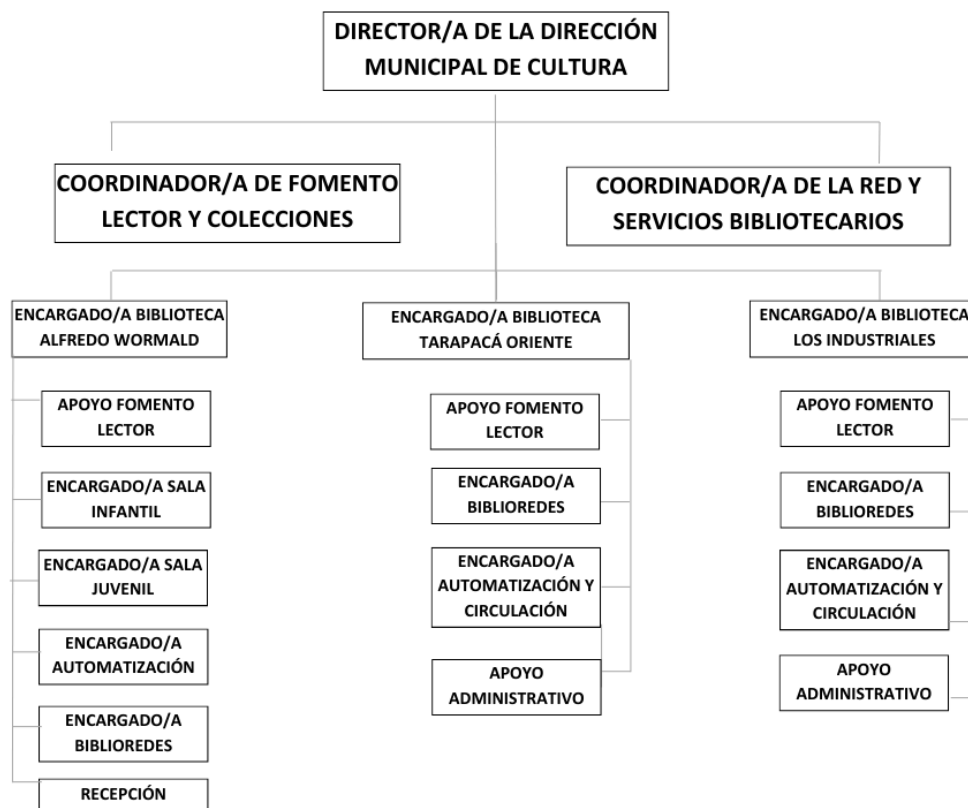 DIRECTOR/A DE LA DIRECCIÓN
MUNICIPAL DE CULTURA
COORDINADOR/A DE FOMENTO
LECTOR Y COLECCIONES
COORDINADOR/A DE LA RED Y
SERVICIOS BIBLIOTECARIOS
ENCARGADO/A BIBLIOTECA
ALFREDO WORMALD
APOYO FOMENTO
LECTOR
ENCARGADO/A SALA
INFANTIL
ENCARGADO/A SALA
JUVENIL
ENCARGADO/A
AUTOMATIZACIÓN
ENCARGADO/A
BIBLIOREDES
RECEPCIÓN
ENCARGADO/A BIBLIOTECA
TARAPACÁ ORIENTE
APOYO FOMENTO
LECTOR
ENCARGADO/A
BIBLIOREDES
ENCARGADO/A
AUTOMATIZACIÓN Y
CIRCULACIÓN
APOYO
ADMINISTRATIVO
ENCARGADO/A BIBLIOTECA
LOS INDUSTRIALES
APOYO FOMENTO
LECTOR
ENCARGADO/A
BIBLIOREDES
ENCARGADO/A
AUTOMATIZACIÓN Y
CIRCULACIÓN
APOYO
ADMINISTRATIVO